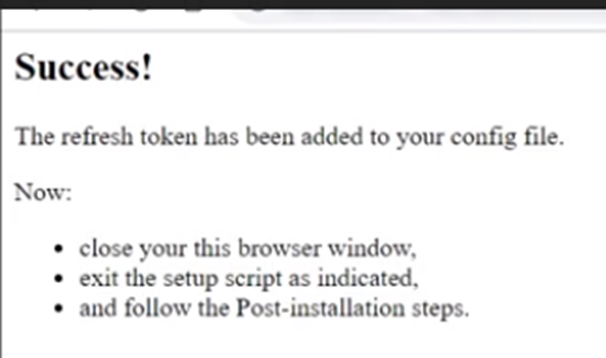 Success!
The refresh token has been added to your config file.
Now:
• close your this browser window,
• exit the setup script as indicated,
• and follow the Post-installation steps.